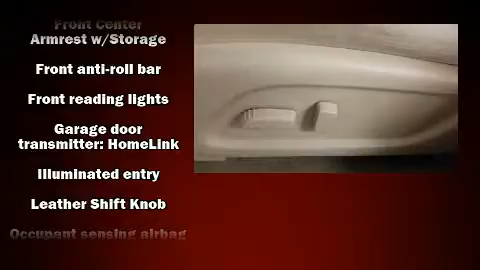 Front Center
Armrest w/Storage
Front anti-roll bar
Front reading lights
Garage door
transmitter: HomeLink
Illuminated entry
Leather Shift Knob
Occupant sensing airbag